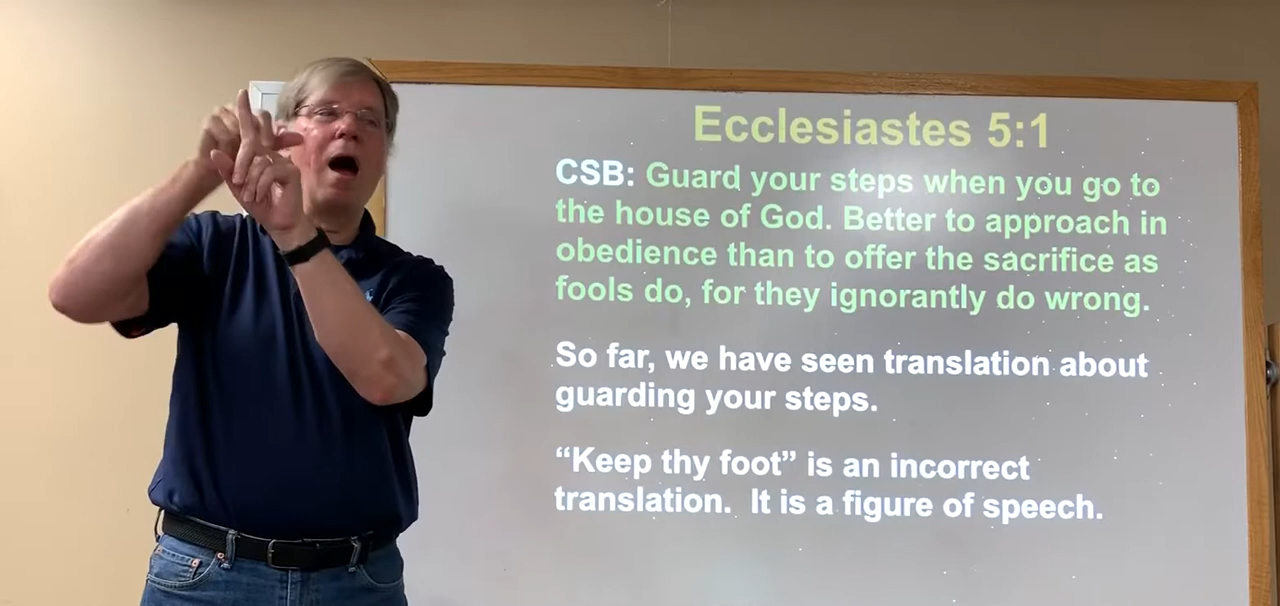 Ecclesiastes 5:1
CSB: Guard your steps when you go to
the house of God. Better to approach in
obedience than to offer the sacrifice as
fools do, for they ignorantly do wrong.
So far, we have seen translation about
guarding your steps.
“Keep thy foot” is an incorrect
translation. It is a figure of speech.